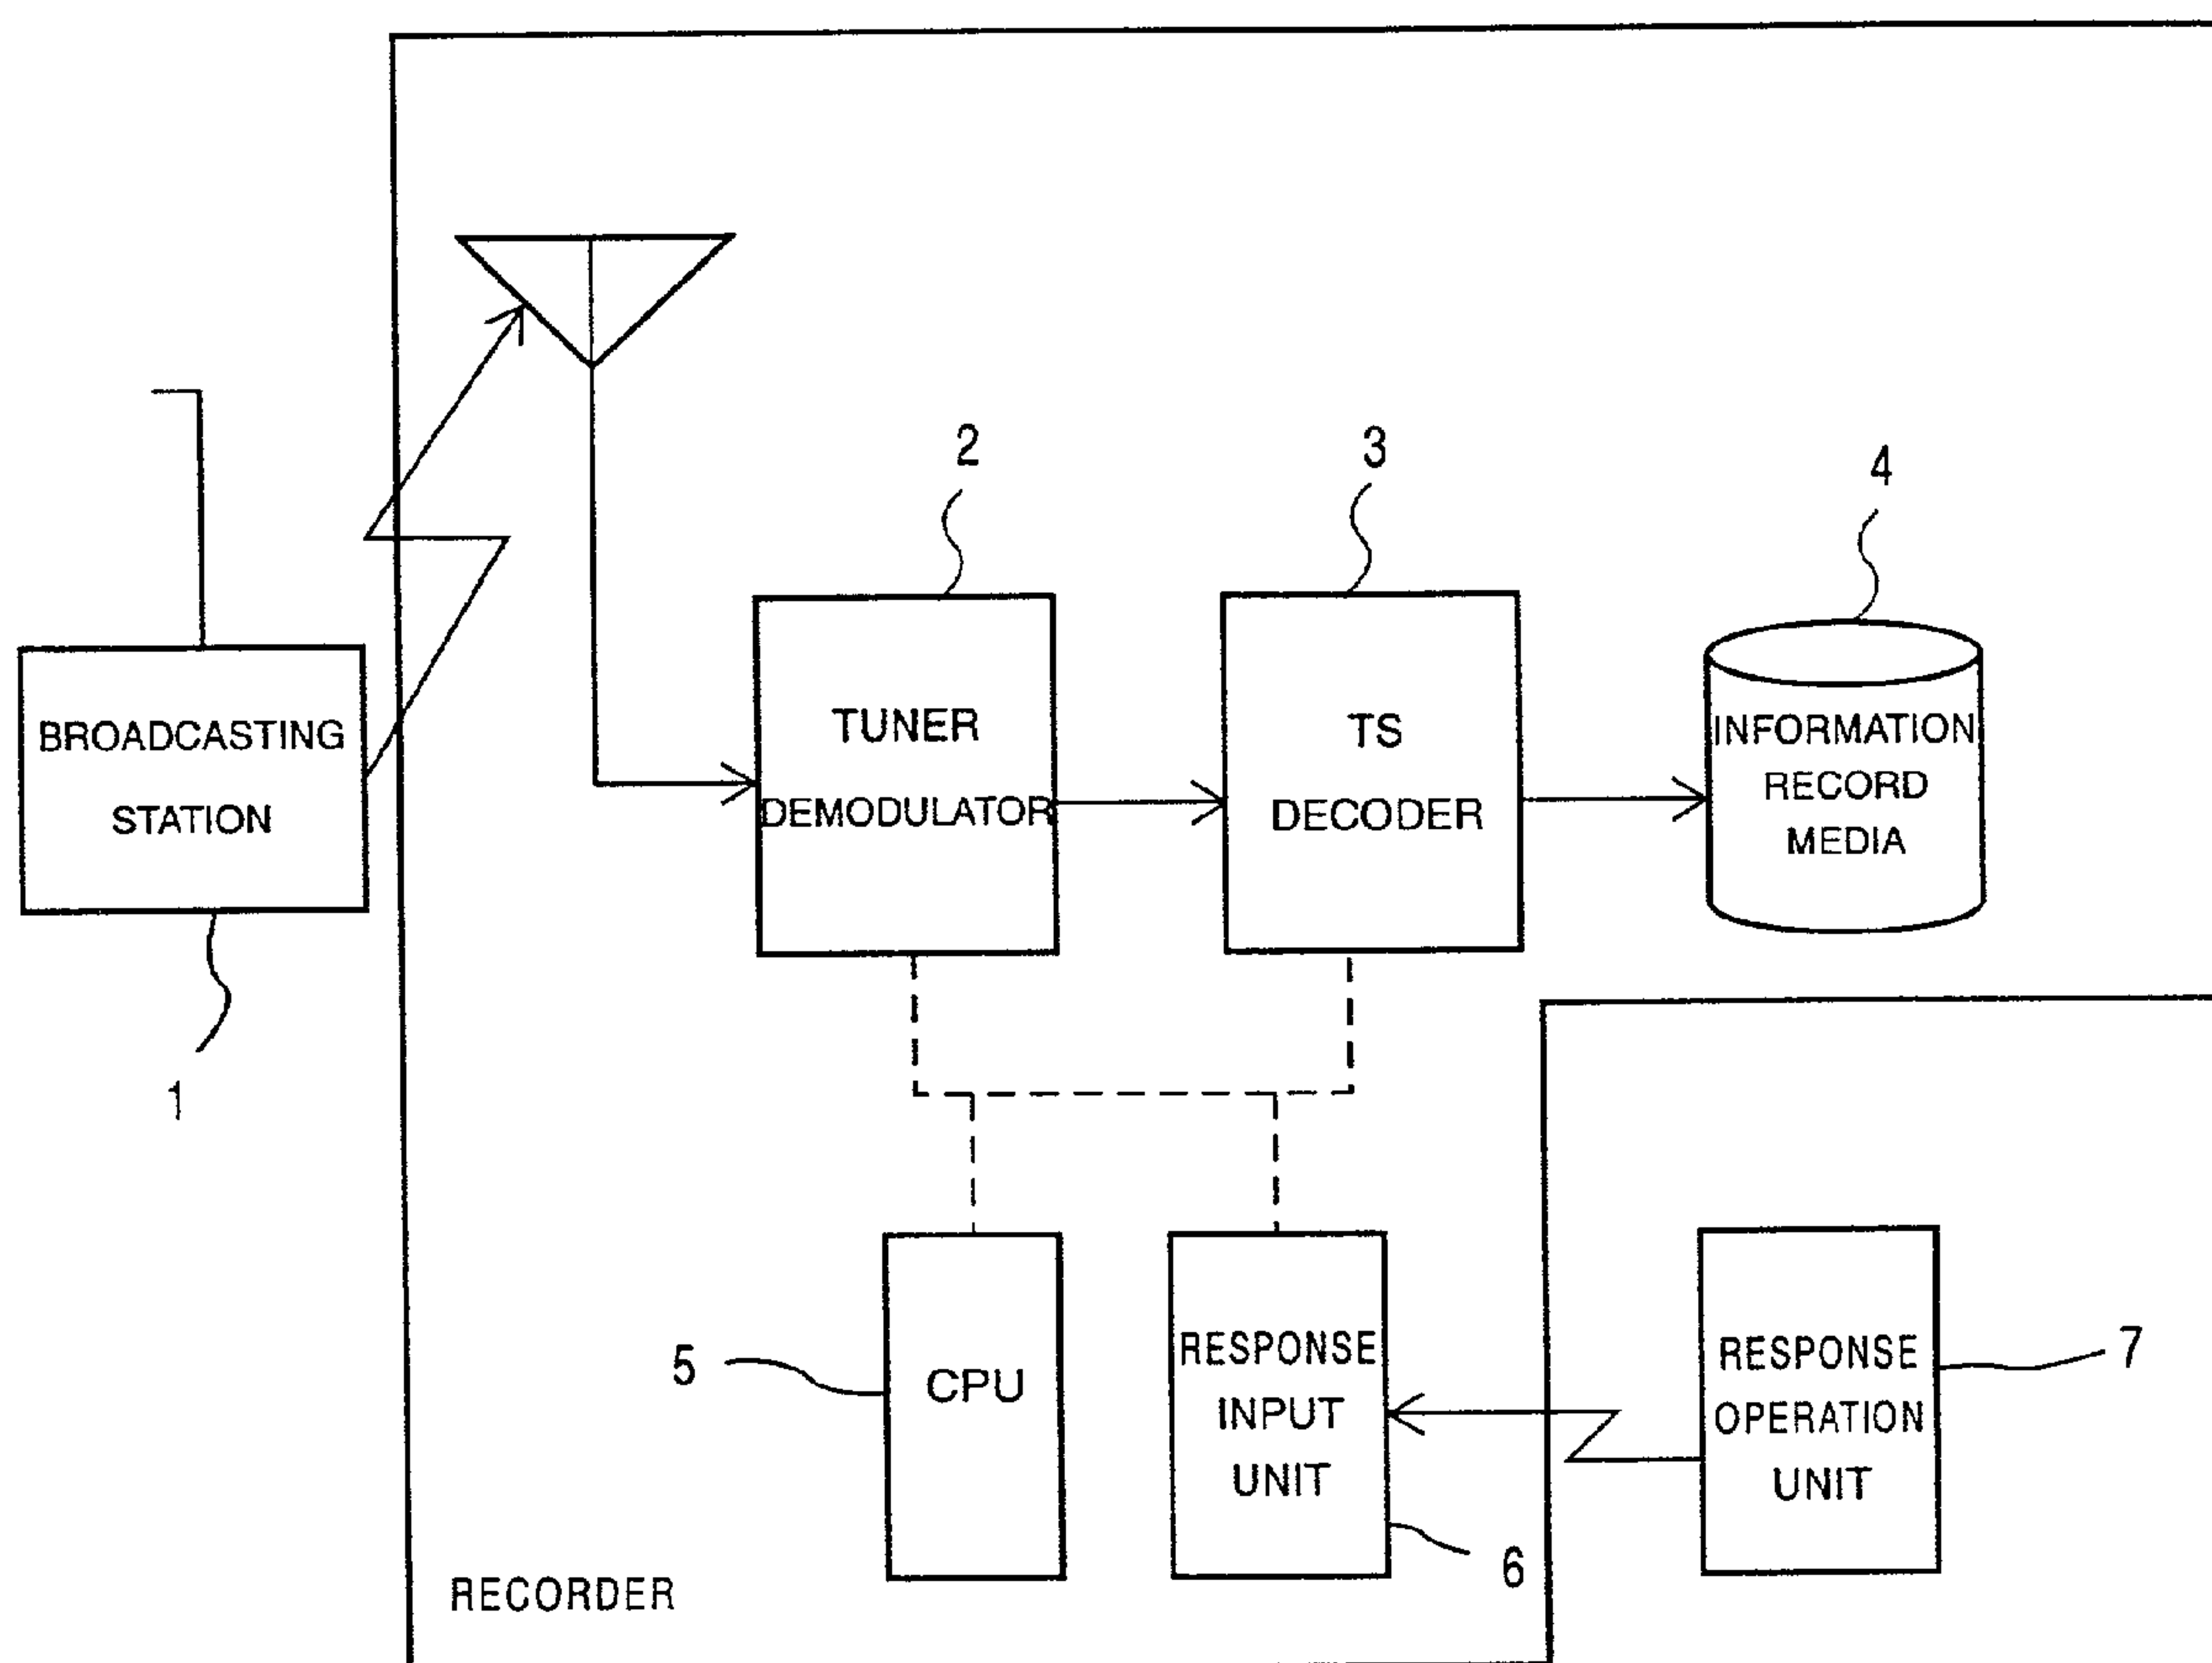 2
3
4
BROADCASTING
STATION
TUNER
DEMODULATOR
TS
DECODER
INFORMATION
RECORD
MEDIA
1
5
CPU
RESPONSE
INPUT
UNIT
6
RESPONSE
OPERATION
UNIT
7
RECORDER